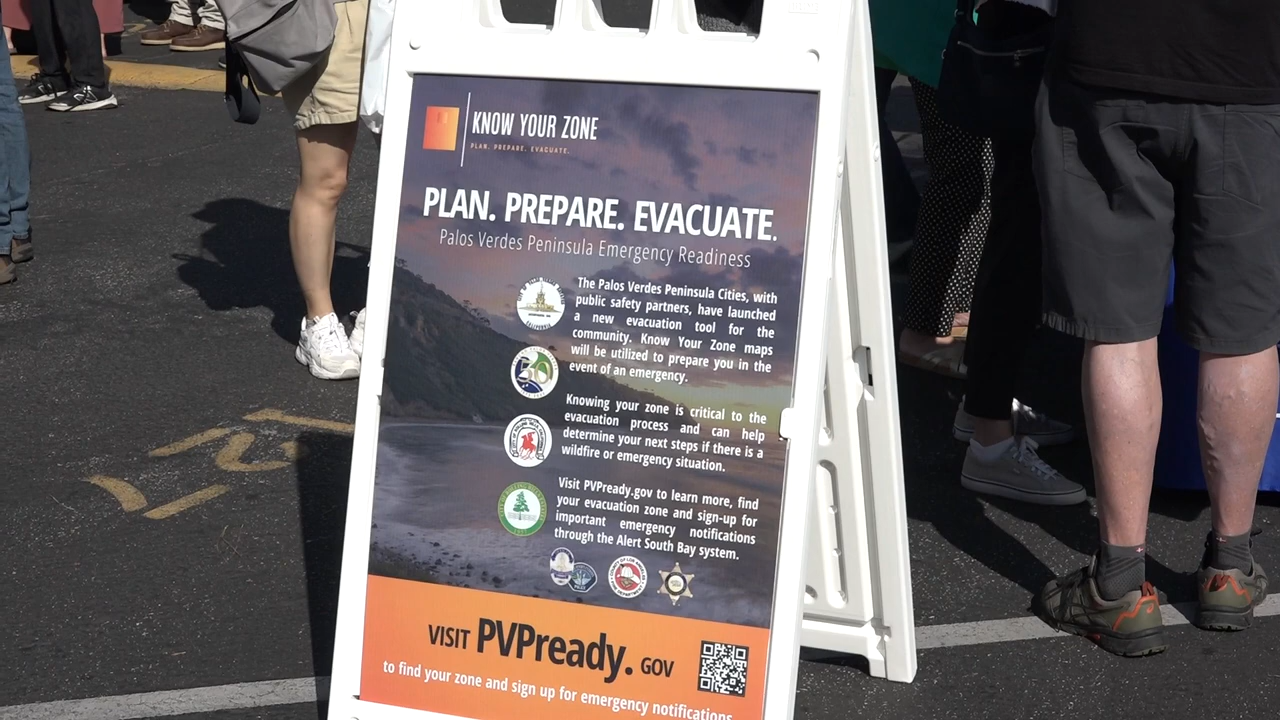 KNOW YOUR ZONE
PLAN. PREPARE. EVACUATE.
PLAN. PREPARE. EVACUATE.
Palos Verdes Peninsula Emergency Readiness
The Palos Verdes Peninsula Cities, with
public safety partners, have launched
a new evacuation tool for the
community. Know Your Zone maps
will be utilized to prepare you in the
event of an emergency.
Knowing your zone is critical to the
evacuation process and can help
determine your next steps if there is a
wildfire or emergency situation.
Visit PVPready.gov to learn more, find
your evacuation zone and sign-up for
important emergency notifications
through the Alert South Bay system.
VISIT PVPready. GOV
to find your zone and sign up for emergency notifications